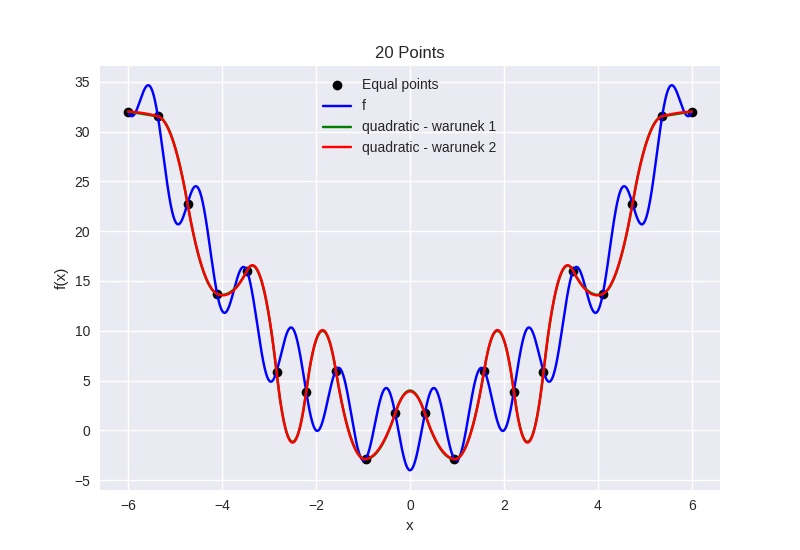 20 Points
Equal points
f
quadratic - warunek 1
quadratic - warunek 2
f(x)
35
30
25
20
15
10
5
0
−5
−6
−4
−2
0
2
4
6
x